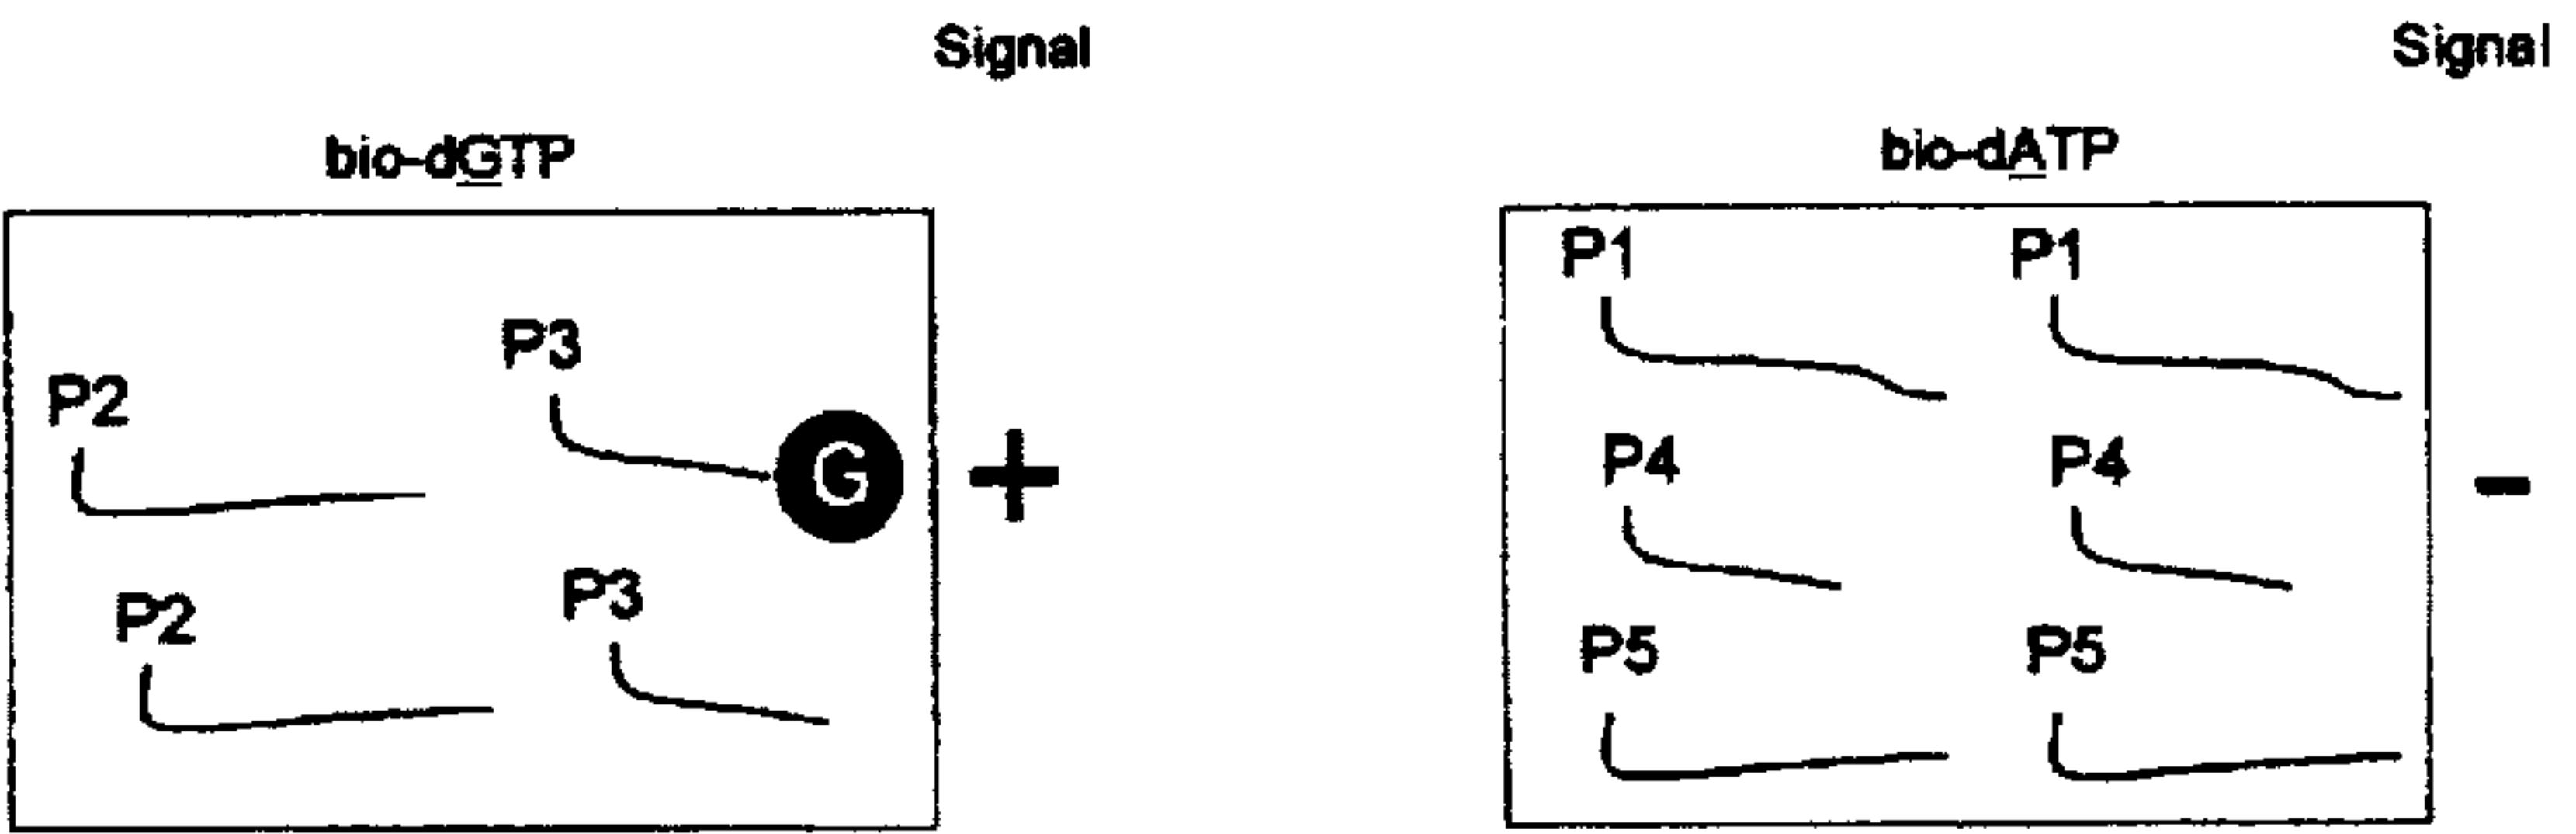 Signal
Signal
bio-dGTP
bio-dATP
P1 P1
P3
P2
G
+
P4 P4
-
P3
P2
P5 P5